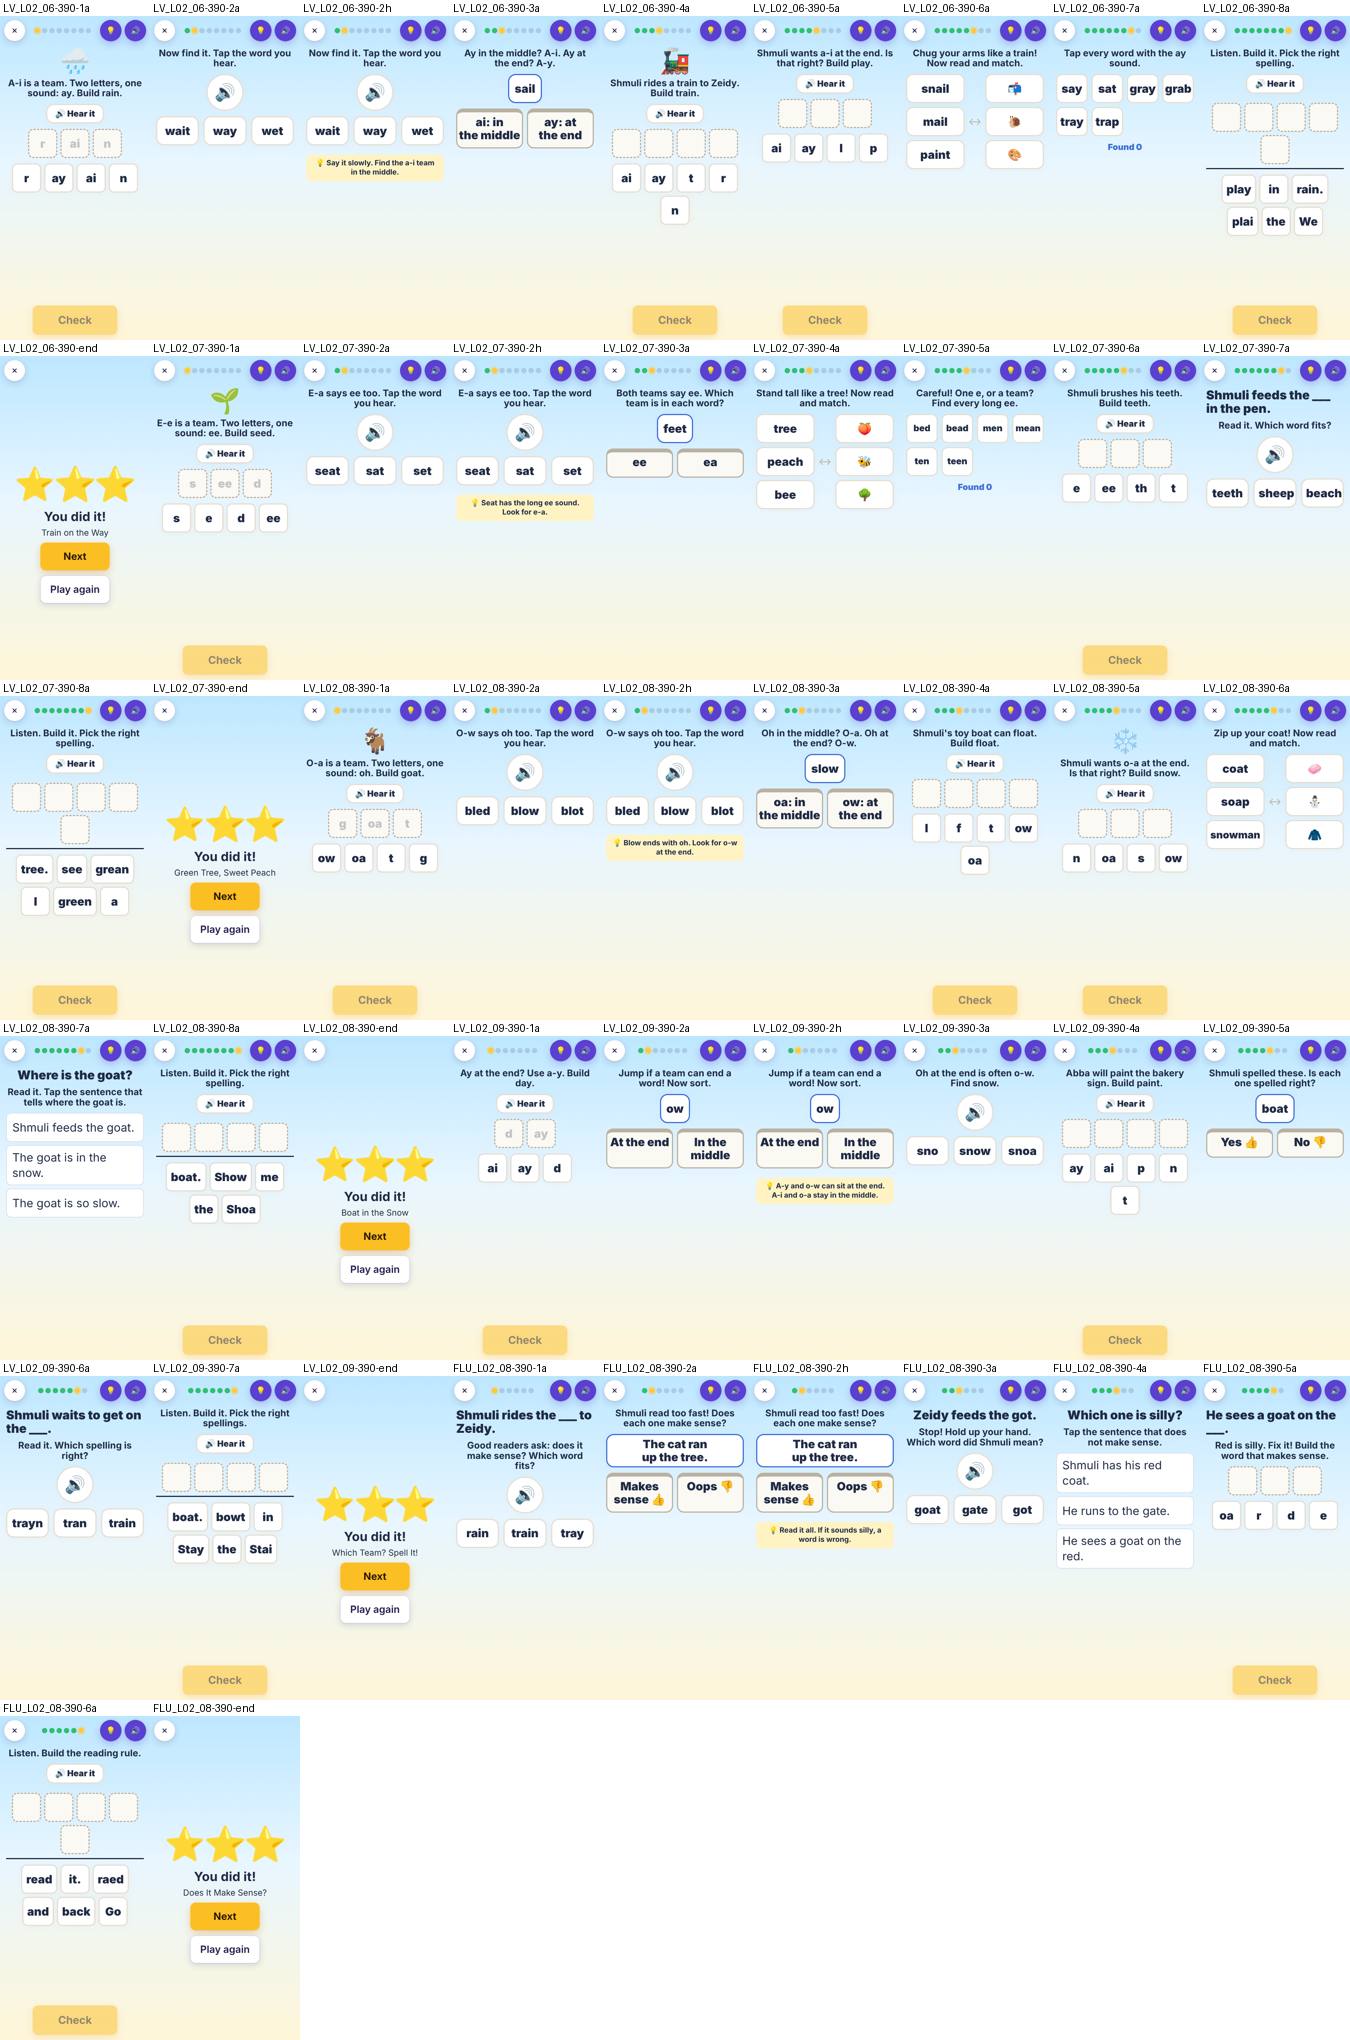 LV_L02_06-390-1a
A-i is a team. Two letters, one
sound: ay. Build rain.
Hear it
r ai n
r ay ai n
Check
LV_L02_06-390-2a
Now find it. Tap the word you
hear.
wait way wet
LV_L02_06-390-2h
Now find it. Tap the word you
hear.
wait way wet
Say it slowly. Find the a-i team
in the middle.
LV_L02_06-390-3a
Ay in the middle? A-i. Ay at
the end? A-y.
sail
ai: in
the middle
ay: at
the end
LV_L02_06-390-4a
Shmuli rides a train to Zeidy.
Build train.
Hear it
ai ay t r
n
Check
LV_L02_06-390-5a
Shmuli wants a-i at the end. Is
that right? Build play.
Hear it
ai ay l p
Check
LV_L02_06-390-6a
Chug your arms like a train!
Now read and match.
snail
mail
paint
LV_L02_06-390-7a
Tap every word with the ay
sound.
say sat gray grab
tray trap
Found 0
LV_L02_06-390-8a
Listen. Build it. Pick the right
spelling.
Hear it
play in rain.
plai the We
Check
LV_L02_06-390-end
You did it!
Train on the Way
Next
Play again
LV_L02_07-390-1a
E-e is a team. Two letters, one
sound: ee. Build seed.
Hear it
s ee d
s e d ee
Check
LV_L02_07-390-2a
E-a says ee too. Tap the word
you hear.
seat sat set
LV_L02_07-390-2h
E-a says ee too. Tap the word
you hear.
seat sat set
Seat has the long ee sound.
Look for e-a.
LV_L02_07-390-3a
Both teams say ee. Which
team is in each word?
feet
ee ea
LV_L02_07-390-4a
Stand tall like a tree! Now read
and match.
tree
peach
bee
LV_L02_07-390-5a
Careful! One e, or a team?
Find every long ee.
bed bead men mean
ten teen
Found 0
LV_L02_07-390-6a
Shmuli brushes his teeth.
Build teeth.
Hear it
e ee th t
Check
LV_L02_07-390-7a
Shmuli feeds the ___
in the pen.
Read it. Which word fits?
teeth sheep beach
LV_L02_07-390-8a
Listen. Build it. Pick the right
spelling.
Hear it
tree. see grean
I green a
Check
LV_L02_07-390-end
You did it!
Green Tree, Sweet Peach
Next
Play again
LV_L02_08-390-1a
O-a is a team. Two letters, one
sound: oh. Build goat.
Hear it
g oa t
ow oa t g
Check
LV_L02_08-390-2a
O-w says oh too. Tap the word
you hear.
bled blow blot
LV_L02_08-390-2h
O-w says oh too. Tap the word
you hear.
bled blow blot
Blow ends with oh. Look for o-w
at the end.
LV_L02_08-390-3a
Oh in the middle? O-a. Oh at
the end? O-w.
slow
oa: in
the middle
ow: at
the end
LV_L02_08-390-4a
Shmuli's toy boat can float.
Build float.
Hear it
l f t ow
oa
Check
LV_L02_08-390-5a
Shmuli wants o-a at the end.
Is that right? Build snow.
Hear it
n oa s ow
Check
LV_L02_08-390-6a
Zip up your coat! Now read
and match.
coat
soap
snowman
LV_L02_08-390-7a
Where is the goat?
Read it. Tap the sentence that
tells where the goat is.
Shmuli feeds the goat.
The goat is in the
snow.
The goat is so slow.
LV_L02_08-390-8a
Listen. Build it. Pick the right
spelling.
Hear it
boat. Show me
the Shoa
Check
LV_L02_08-390-end
You did it!
Boat in the Snow
Next
Play again
LV_L02_09-390-1a
Ay at the end? Use a-y. Build
day.
Hear it
d ay
ai ay d
Check
LV_L02_09-390-2a
Jump if a team can end a
word! Now sort.
ow
At the end
In the
middle
LV_L02_09-390-2h
Jump if a team can end a
word! Now sort.
ow
At the end
In the
middle
A-y and o-w can sit at the end.
A-i and o-a stay in the middle.
LV_L02_09-390-3a
Oh at the end is often o-w.
Find snow.
sno snow snoa
LV_L02_09-390-4a
Abba will paint the bakery
sign. Build paint.
Hear it
ay ai p n
t
Check
LV_L02_09-390-5a
Shmuli spelled these. Is each
one spelled right?
boat
Yes No
LV_L02_09-390-6a
Shmuli waits to get on
the ___.
Read it. Which spelling is
right?
trayn tran train
LV_L02_09-390-7a
Listen. Build it. Pick the right
spellings.
Hear it
boat. bowt in
Stay the Stai
Check
LV_L02_09-390-end
You did it!
Which Team? Spell It!
Next
Play again
FLU_L02_08-390-1a
Shmuli rides the ___ to
Zeidy.
Good readers ask: does it
make sense? Which word
fits?
rain train tray
FLU_L02_08-390-2a
Shmuli read too fast! Does
each one make sense?
The cat ran
up the tree.
Makes
sense
Oops
FLU_L02_08-390-2h
Shmuli read too fast! Does
each one make sense?
The cat ran
up the tree.
Makes
sense
Oops
Read it all. If it sounds silly, a
word is wrong.
FLU_L02_08-390-3a
Zeidy feeds the got.
Stop! Hold up your hand.
Which word did Shmuli mean?
goat gate got
FLU_L02_08-390-4a
Which one is silly?
Tap the sentence that does
not make sense.
Shmuli has his red
coat.
He runs to the gate.
He sees a goat on the
red.
FLU_L02_08-390-5a
He sees a goat on the
___.
Red is silly. Fix it! Build the
word that makes sense.
oa r d e
Check
FLU_L02_08-390-6a
Listen. Build the reading rule.
Hear it
read it. raed
and back Go
Check
FLU_L02_08-390-end
You did it!
Does It Make Sense?
Next
Play again